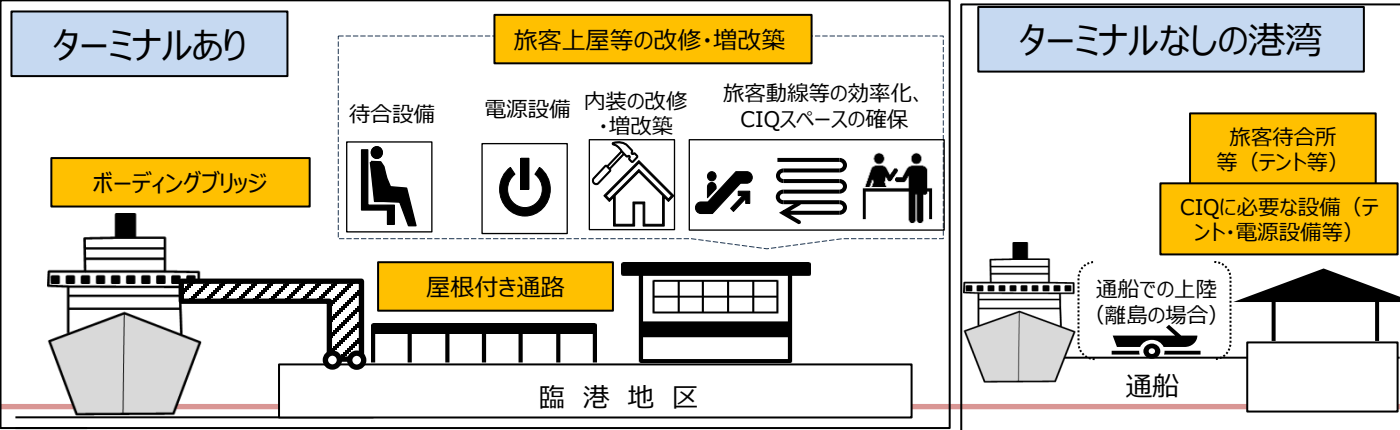 ターミナルあり
旅客上屋等の改修・増改築
待合設備
電源設備
内装の改修
・増改築
旅客動線等の効率化、
CIQスペースの確保
ボーディングブリッジ
屋根付き通路
臨港地区
ターミナルなしの港湾
旅客待合所
等（テント等）
CIQに必要な設備（テ
ント・電源設備等）
通船での上陸
（離島の場合）
通船